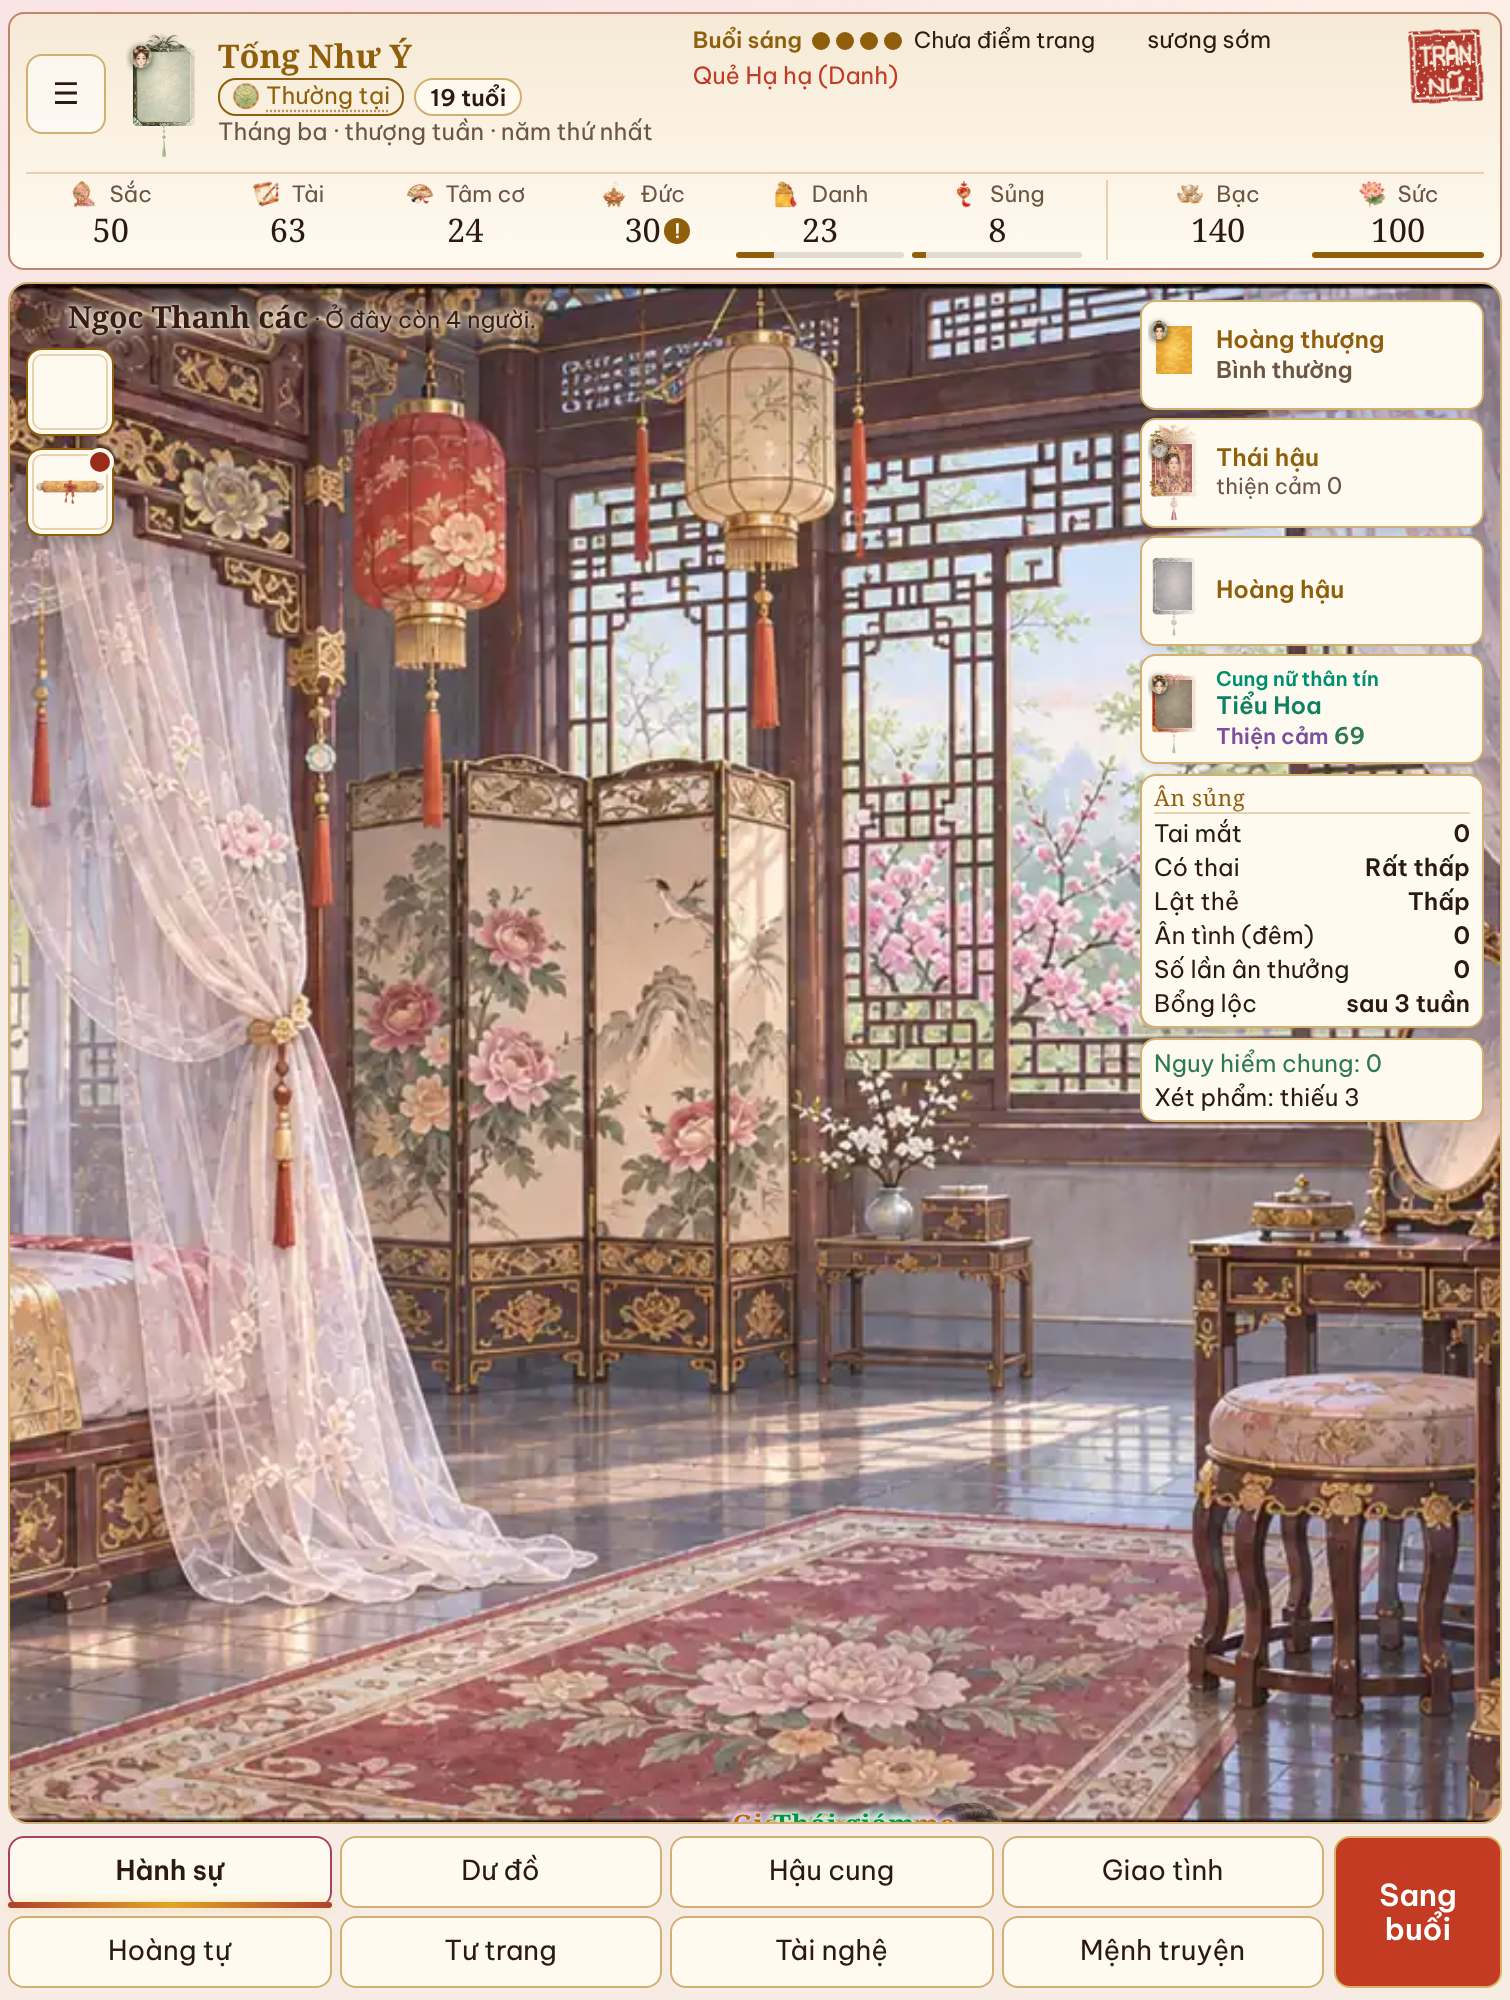 Tống Như Ý
Thường tại
19 tuổi
Tháng ba · thượng tuần · năm thứ nhất
Buổi sáng
Chưa điểm trang
sương sớm
Quẻ Hạ hạ (Danh)
TRÂN NỮ
Sắc
50
Tài
63
Tâm cơ
24
Đức
30 !
Danh
23
Sủng
8
Bạc
140
Sức
100
Ngọc Thanh các · Ở đây còn 4 người.
Hoàng thượng
Bình thường
Thái hậu
thiện cảm 0
Hoàng hậu
Cung nữ thân tín
Tiểu Hoa
Thiện cảm 69
Ân sủng
Tai mắt 0
Có thai Rất thấp
Lật thẻ Thấp
Ân tình (đêm) 0
Số lần ân thưởng 0
Bổng lộc sau 3 tuần
Nguy hiểm chung: 0
Xét phẩm: thiếu 3
Thái giám
Hành sự
Dư đồ
Hậu cung
Giao tình
Sang buổi
Hoàng tự
Tư trang
Tài nghệ
Mệnh truyện